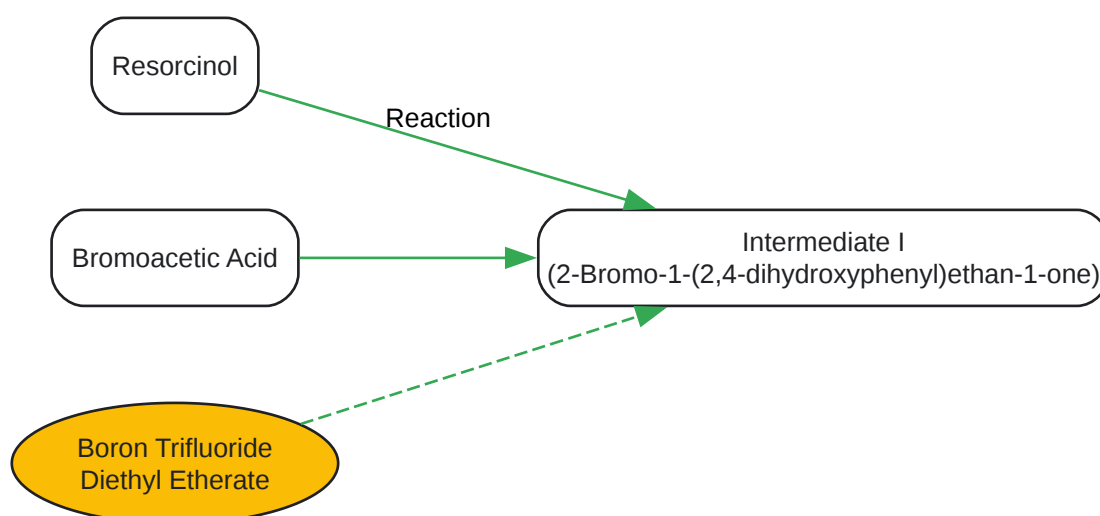 Resorcinol
Reaction
Bromoacetic Acid
Intermediate I
(2-Bromo-1-(2,4-dihydroxyphenyl)ethan-1-one)
Boron Trifluoride
Diethyl Etherate